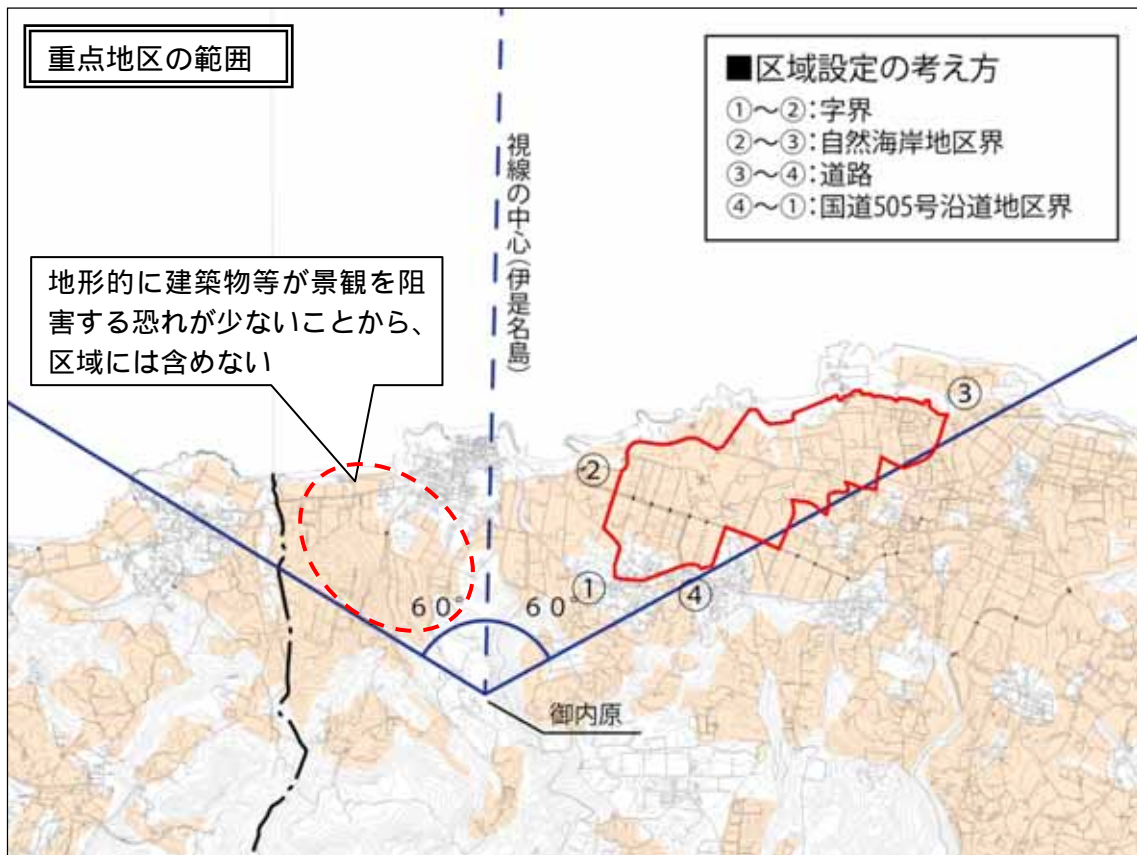 重点地区の範囲
■区域設定の考え方
①～②：字界
②～③：自然海岸地区界
③～④：道路
④～①：国道505号沿道地区界
視線の中心（伊是名島）
地形的に建築物等が景観を阻
害する恐れが少ないことから、
区域には含めない
③
②
①
④
60°
60°
御内原